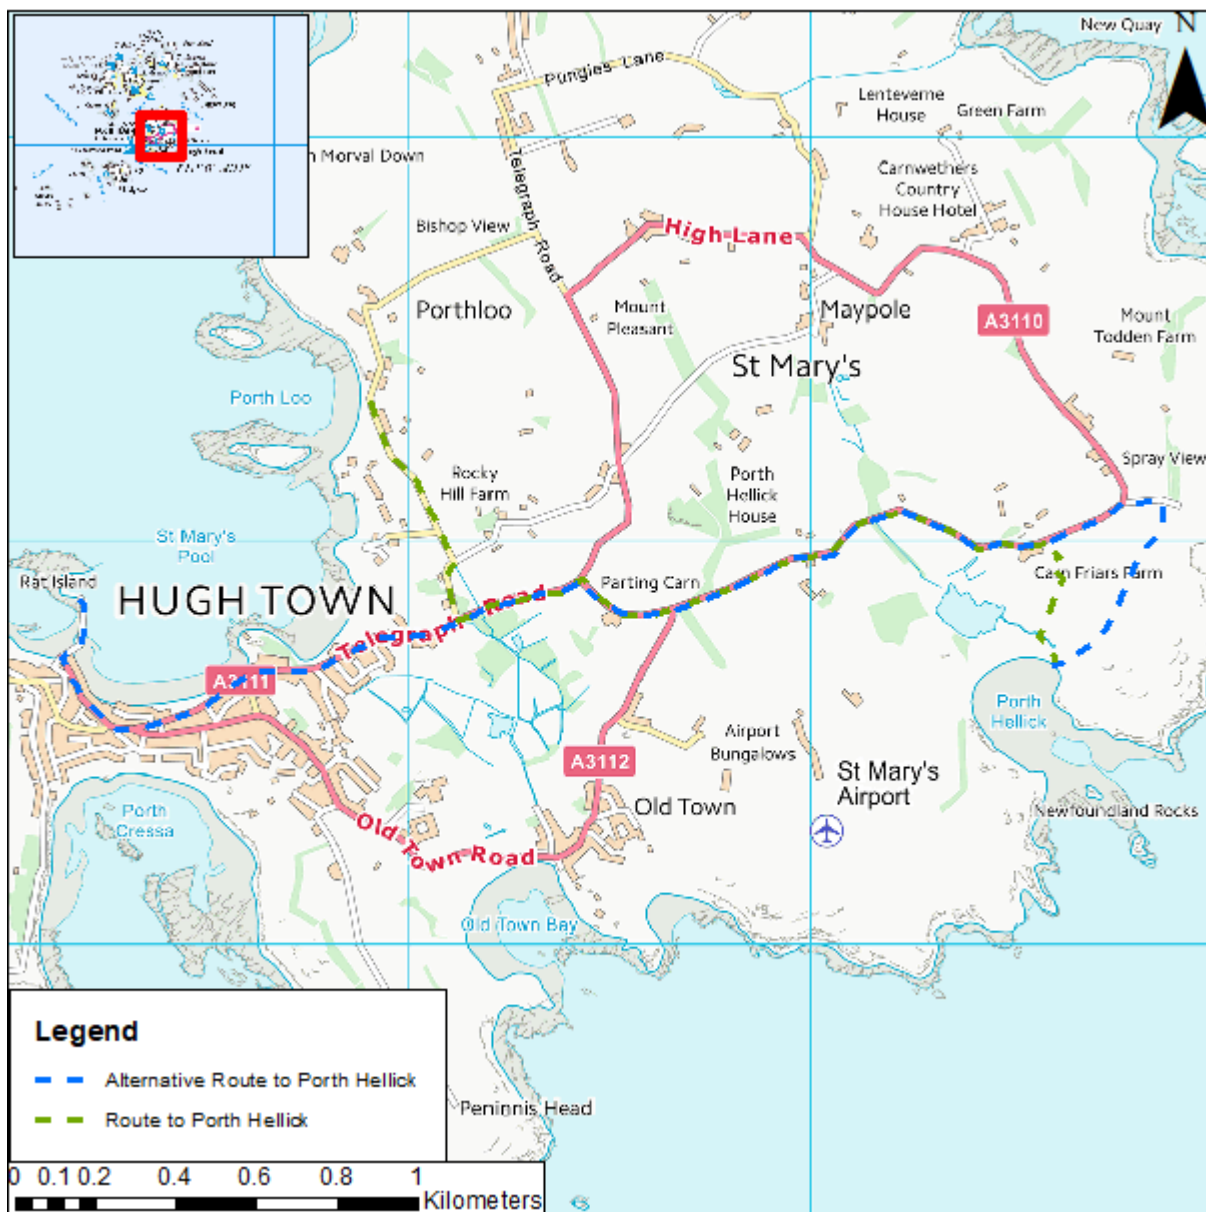 New Quay
N
Pungies Lane
Lenteverne
House
Green Farm
Morval Down
Telegraph Road
Carnwethers
Country
House Hotel
Bishop View
High Lane
Porthloo
Mount
Pleasant
Maypole
A3110
Mount
Todden Farm
St Mary's
Porth Loo
Rocky
Hill Farm
Porth
Hellick
House
Spray View
St Mary's
Pool
Rat Island
HUGH TOWN
Parting Carn
Carn Friars Farm
Telegraph Road
A3111
Porth
Hellick
Airport
Bungalows
A3112
St Mary's
Airport
Old Town
Newfoundland Rocks
Porth
Cressa
Old Town Road
Old Town Bay
Legend
Alternative Route to Porth Hellick
Route to Porth Hellick
Peninnis Head
0 0.1 0.2 0.4 0.6 0.8 1
Kilometers